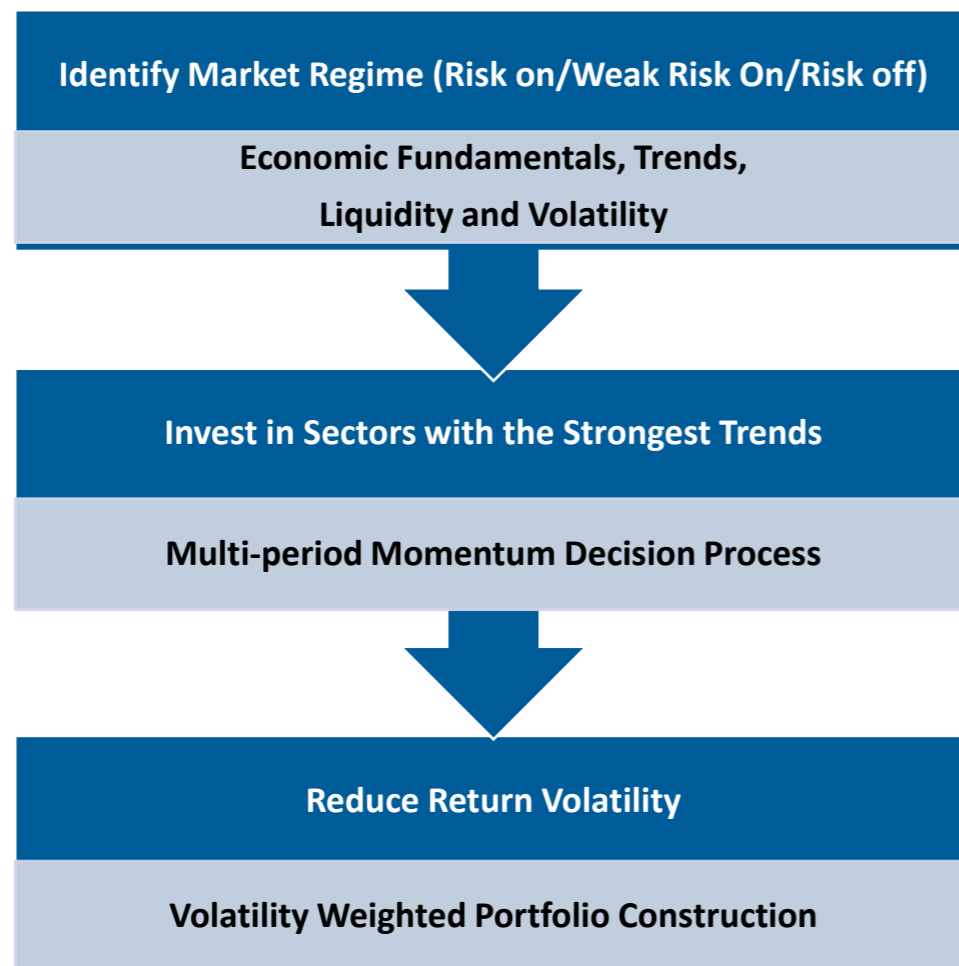 Identify Market Regime (Risk on/Weak Risk On/Risk off)
Economic Fundamentals, Trends,
Liquidity and Volatility
Invest in Sectors with the Strongest Trends
Multi-period Momentum Decision Process
Reduce Return Volatility
Volatility Weighted Portfolio Construction